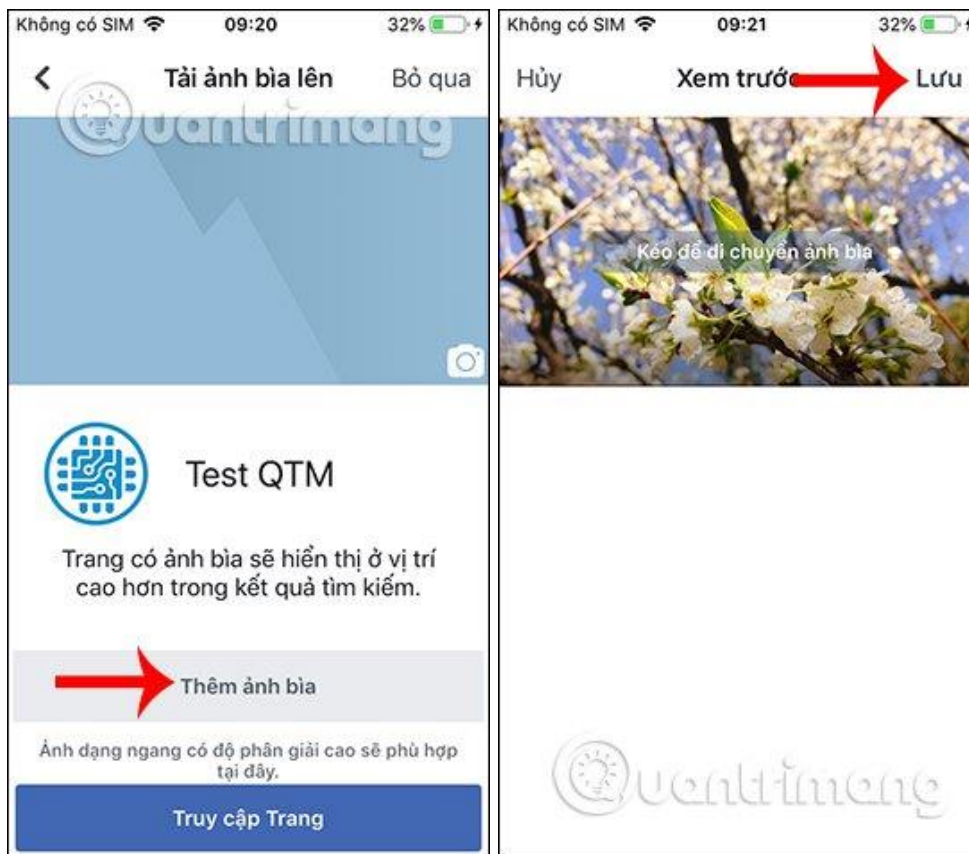 Không có SIM 09:20 32%
Tải ảnh bìa lên Bỏ qua
Quantrimang
Test QTM
Trang có ảnh bìa sẽ hiển thị ở vị trí
cao hơn trong kết quả tìm kiếm.
Thêm ảnh bìa
Ảnh dạng ngang có độ phân giải cao sẽ phù hợp
tại đây.
Truy cập Trang
Không có SIM 09:21 32%
Hủy Xem trước Lưu
Kéo để di chuyển ảnh bìa
Quantrimang